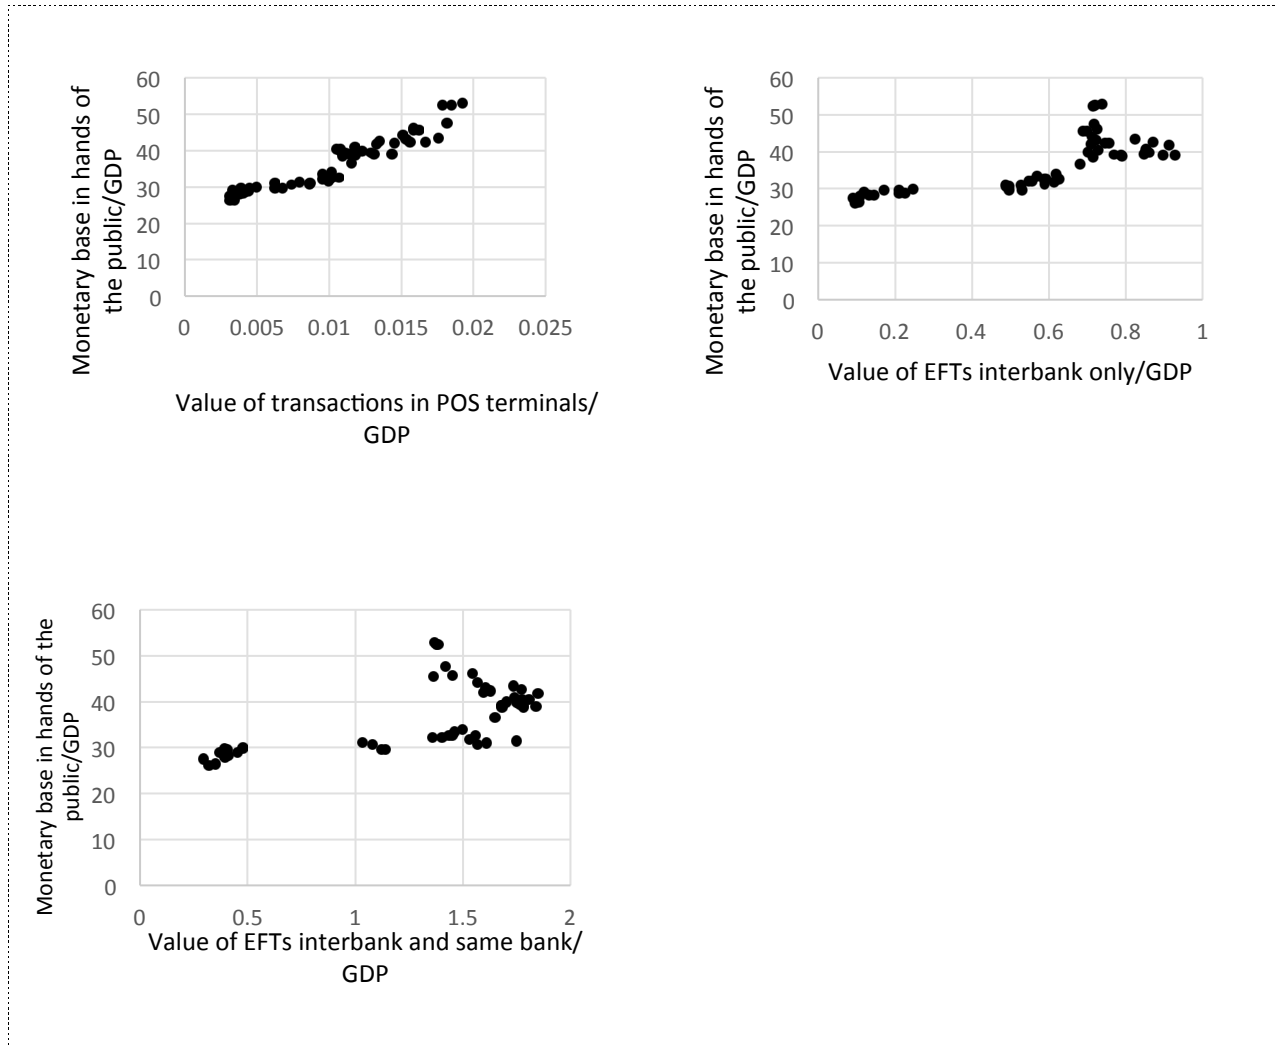 Monetary base in hands of
the public/GDP
60
50
40
30
20
10
0
0 0.005 0.01 0.015 0.02 0.025
Value of transactions in POS terminals/
GDP
Monetary base in hands of
the public/GDP
60
50
40
30
20
10
0
0 0.2 0.4 0.6 0.8 1
Value of EFTs interbank only/GDP
Monetary base in hands of the
public/GDP
60
50
40
30
20
10
0
0 0.5 1 1.5 2
Value of EFTs interbank and same bank/
GDP